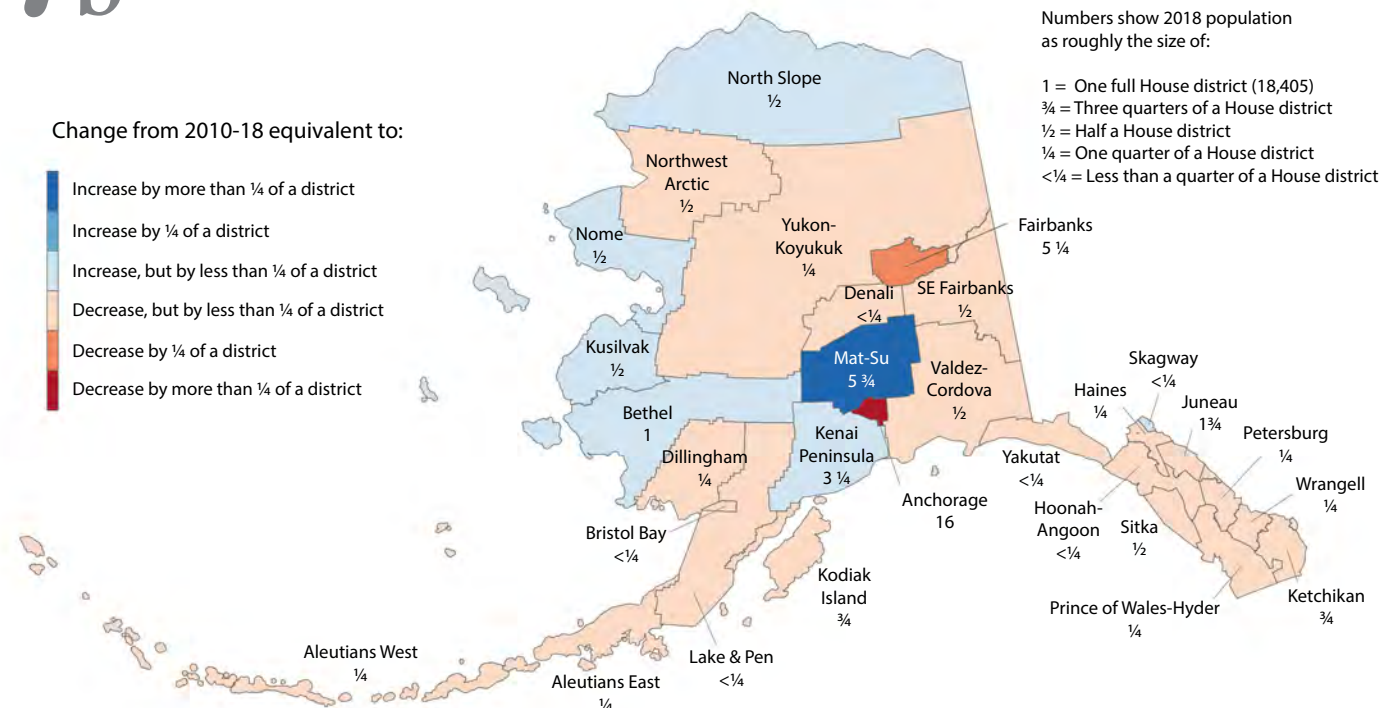 Numbers show 2018 population
as roughly the size of:
1 = One full House district (18,405)
¾ = Three quarters of a House district
½ = Half a House district
¼ = One quarter of a House district
<¼ = Less than a quarter of a House district
Change from 2010-18 equivalent to:
Increase by more than ¼ of a district
Increase by ¼ of a district
Increase, but by less than ¼ of a district
Decrease, but by less than ¼ of a district
Decrease by ¼ of a district
Decrease by more than ¼ of a district
North Slope
½
Northwest
Arctic
½
Nome
½
Yukon-
Koyukuk
¼
Fairbanks
5 ¼
Denali
<¼
SE Fairbanks
½
Kusilvak
½
Mat-Su
5 ¾
Valdez-
Cordova
½
Bethel
1
Dillingham
¼
Kenai
Peninsula
3 ¼
Anchorage
16
Bristol Bay
<¼
Kodiak
Island
¾
Lake & Pen
<¼
Aleutians East
¼
Aleutians West
¼
Yakutat
<¼
Skagway
<¼
Haines
¼
Juneau
1¾
Petersburg
¼
Wrangell
¼
Hoonah-
Angoon
<¼
Sitka
½
Prince of Wales-Hyder
¼
Ketchikan
¾